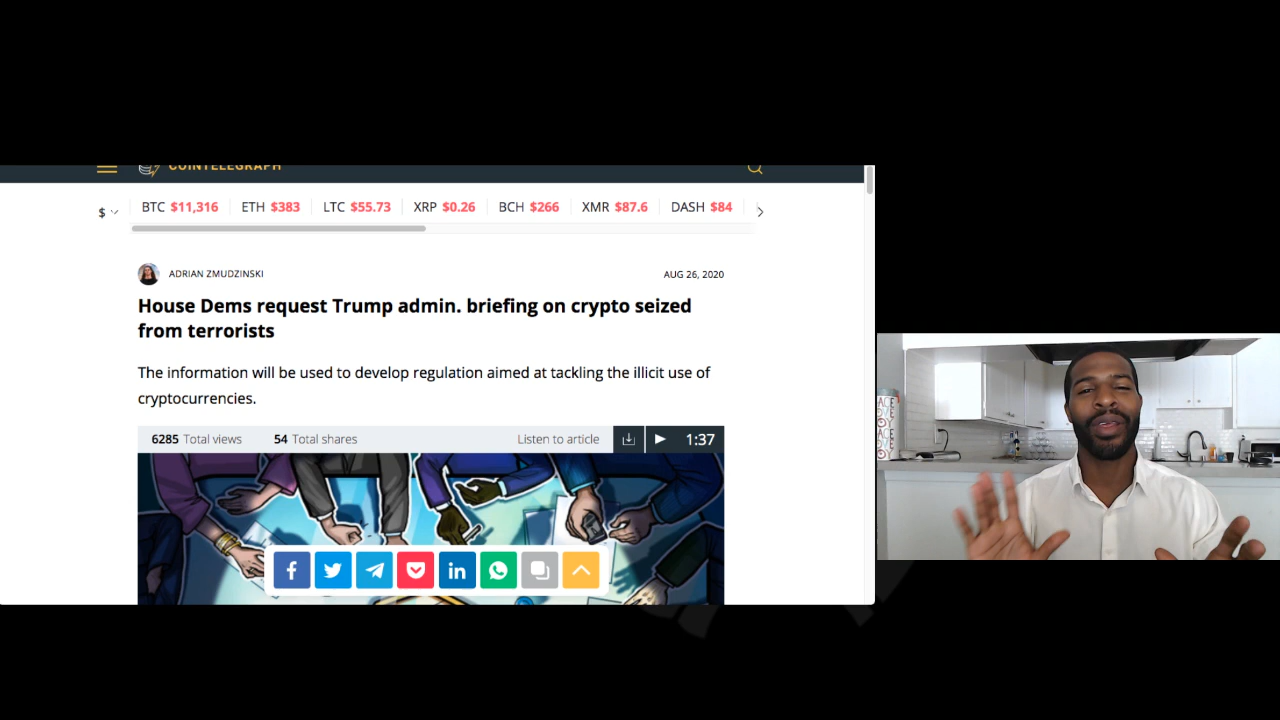 COINTELEGRAPH
$ BTC $11,316 ETH $383 LTC $55.73 XRP $0.26 BCH $266 XMR $87.6 DASH $84
ADRIAN ZMUDZINSKI AUG 26, 2020
House Dems request Trump admin. briefing on crypto seized
from terrorists
The information will be used to develop regulation aimed at tackling the illicit use of
cryptocurrencies.
6285 Total views 54 Total shares Listen to article 1:37
f in